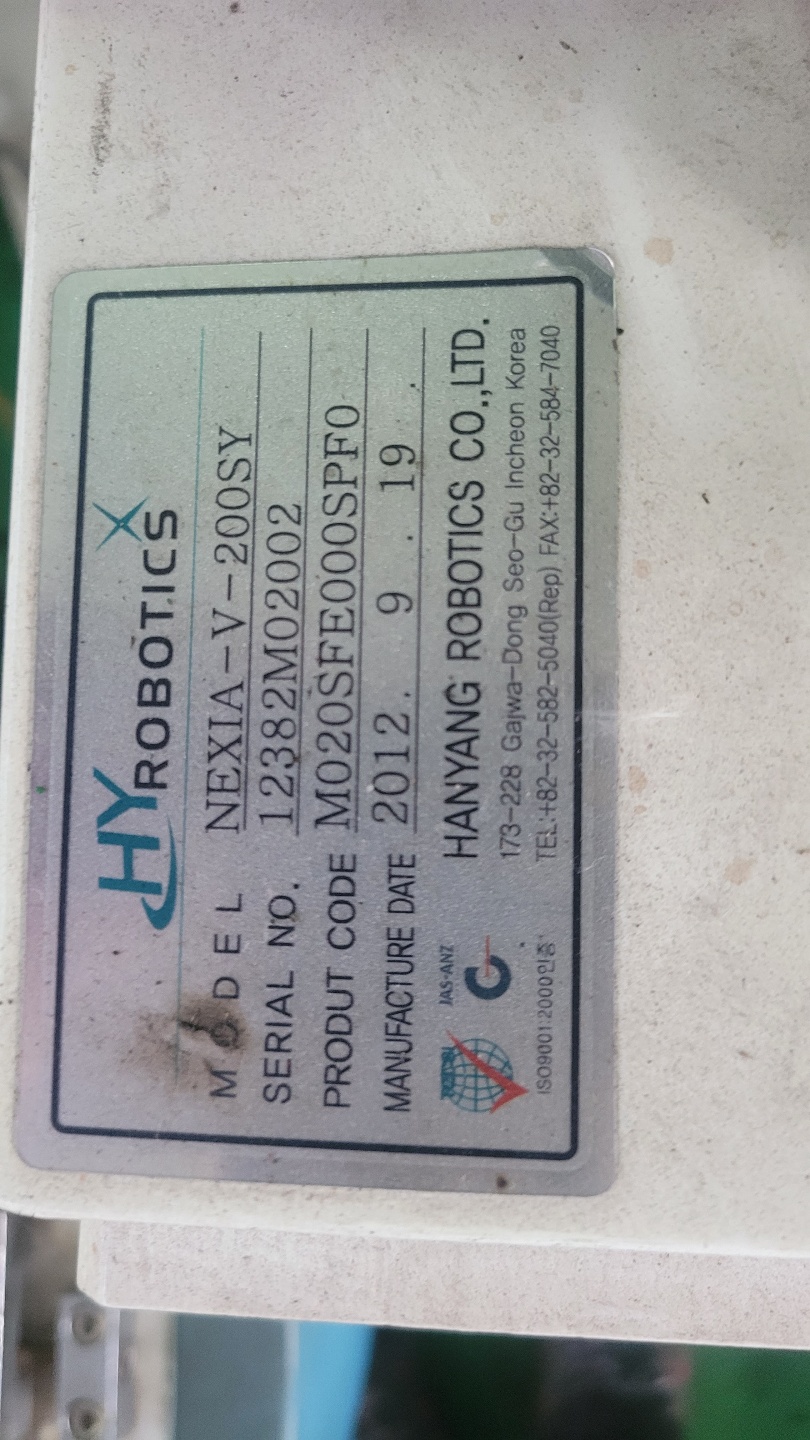 HY ROBOTICS
MODEL NEXIA-V-200SY
SERIAL NO. 12382M02002
PRODUT CODE M020SFE000SPF0
MANUFACTURE DATE 2012. 9 . 19 .
JAS-ANZ
HANYANG ROBOTICS CO.,LTD.
173-228 Gajwa-Dong Seo-Gu Incheon Korea
ISO9001:2000인증
TEL:+82-32-582-5040(Rep) FAX:+82-32-584-7040